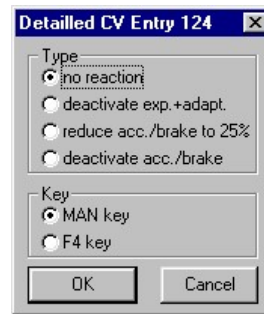 Detailled CV Entry 124
Type
no reaction
deactivate exp.+adapt.
reduce acc./brake to 25%
deactivate acc./brake
Key
MAN key
F4 key
OK Cancel